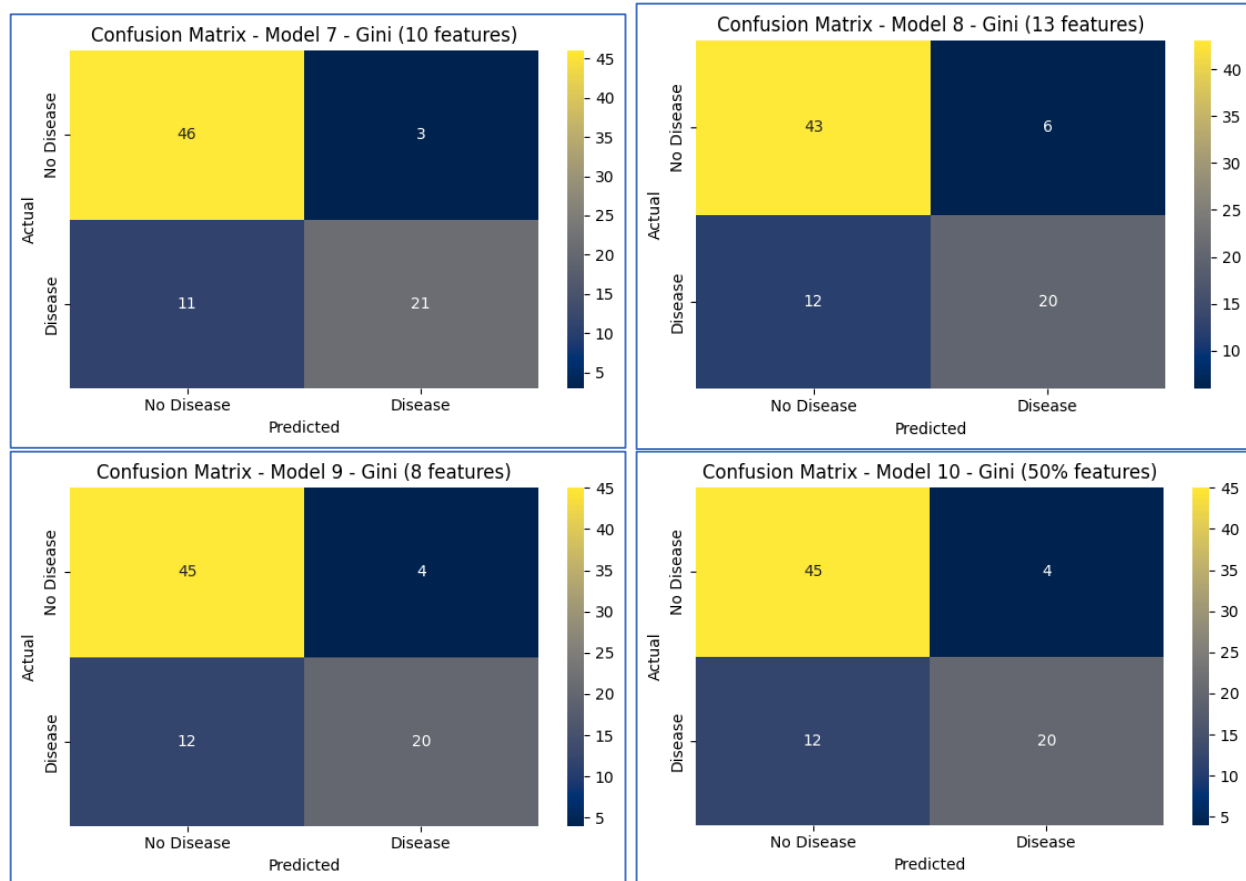 Confusion Matrix - Model 7 - Gini (10 features)
No Disease
Disease
Actual
46
3
11
21
No Disease
Disease
Predicted
45
40
35
30
25
20
15
10
5
Confusion Matrix - Model 8 - Gini (13 features)
No Disease
Disease
Actual
43
6
12
20
No Disease
Disease
Predicted
40
35
30
25
20
15
10
Confusion Matrix - Model 9 - Gini (8 features)
No Disease
Disease
Actual
45
4
12
20
No Disease
Disease
Predicted
45
40
35
30
25
20
15
10
5
Confusion Matrix - Model 10 - Gini (50% features)
No Disease
Disease
Actual
45
4
12
20
No Disease
Disease
Predicted
45
40
35
30
25
20
15
10
5